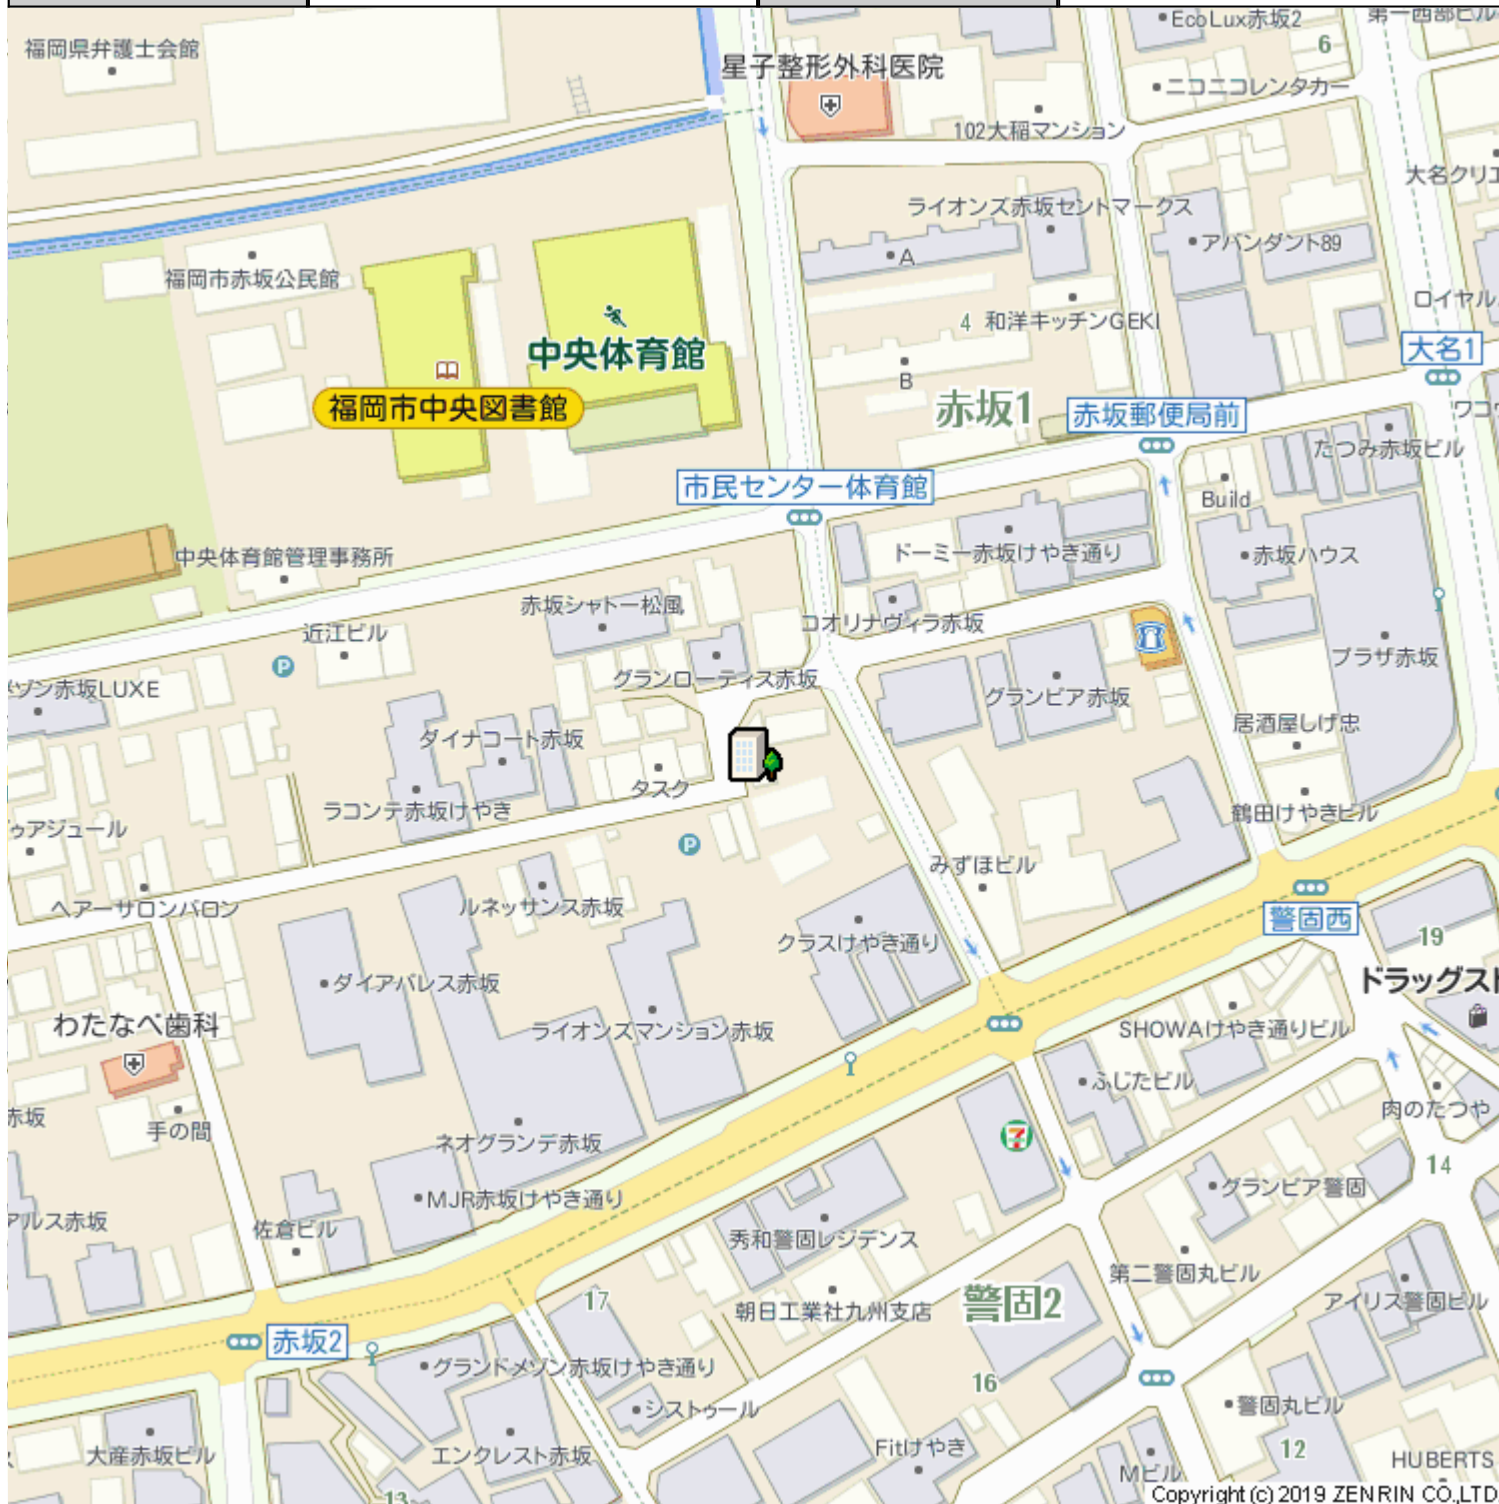 EcoLux赤坂2
第一西部ビル
福岡県弁護士会館
6
星子整形外科医院
ニコニコレンタカー
102大稲マンション
大名クリエ
ライオンズ赤坂セントマークス
アバンダント89
A
福岡市赤坂公民館
ロイヤル
4
和洋キッチンGEKI
中央体育館
大名1
B
福岡市中央図書館
赤坂1
赤坂郵便局前
ワコウ
たつみ赤坂ビル
市民センター体育館
Build
ドーミー赤坂けやき通り
赤坂ハウス
中央体育館管理事務所
赤坂シャトー松風
コオリナヴィラ赤坂
近江ビル
プラザ赤坂
グランローティス赤坂
メゾン赤坂LUXE
P
グランピア赤坂
居酒屋しげ忠
ダイナコート赤坂
タスク
ラコンテ赤坂けやき
鶴田けやきビル
ゥアジュール
P
みずほビル
ヘアーサロンバロン
ルネッサンス赤坂
警固西
クラスけやき通り
19
ダイアパレス赤坂
ドラッグスト
わたなべ歯科
ライオンズマンション赤坂
SHOWAけやき通りビル
ふじたビル
赤坂
手の間
肉のたつや
7
ネオグランデ赤坂
14
MJR赤坂けやき通り
グランピア警固
アルス赤坂
佐倉ビル
秀和警固レジデンス
第二警固丸ビル
17
朝日工業社九州支店
警固2
アイリス警固ビル
赤坂2
グランドメゾン赤坂けやき通り
16
シストゥール
警固丸ビル
大産赤坂ビル
エンクレスト赤坂
Fitけやき
12
HUBERTS
Mビル
13
Copyright (c) 2019 ZENRIN CO.,LTD